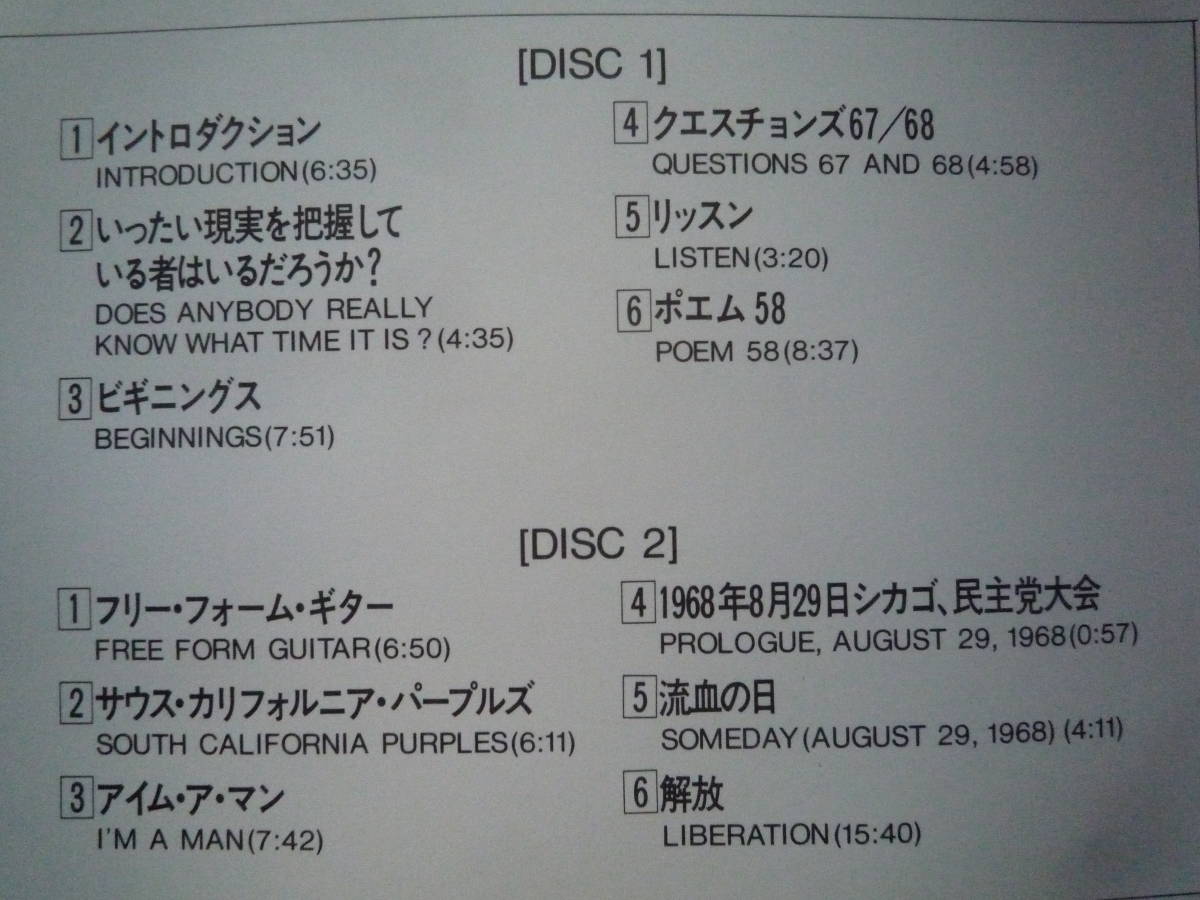 [DISC 1]
1 イントロダクション
INTRODUCTION(6:35)
2 いったい現実を把握して
いる者はいるだろうか?
DOES ANYBODY REALLY
KNOW WHAT TIME IT IS?(4:35)
3 ビギニングス
BEGINNINGS(7:51)
4 クエスチョンズ67/68
QUESTIONS 67 AND 68(4:58)
5 リッスン
LISTEN(3:20)
6 ポエム 58
POEM 58(8:37)
[DISC 2]
1 フリー・フォーム・ギター
FREE FORM GUITAR(6:50)
2 サウス・カリフォルニア・パープルズ
SOUTH CALIFORNIA PURPLES(6:11)
3 アイム・ア・マン
I'M A MAN(7:42)
4 1968年8月29日シカゴ、民主党大会
PROLOGUE, AUGUST 29, 1968(0:57)
5 流血の日
SOMEDAY(AUGUST 29, 1968) (4:11)
6 解放
LIBERATION(15:40)